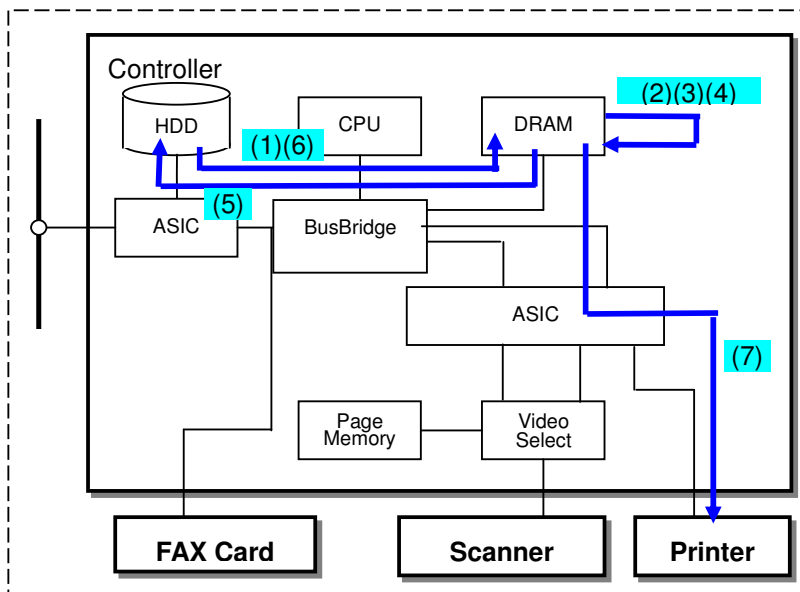 Controller
HDD
CPU
DRAM
(2)(3)(4)
(1)(6)
(5)
ASIC
BusBridge
ASIC
(7)
Page
Memory
Video
Select
FAX Card
Scanner
Printer